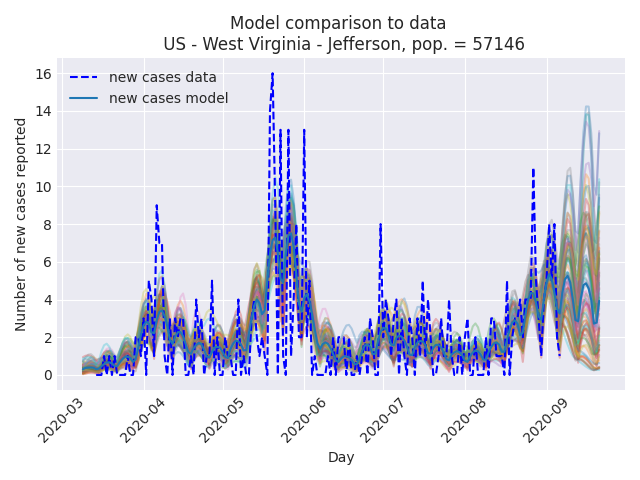 Model comparison to data
US - West Virginia - Jefferson, pop. = 57146
new cases data
new cases model
Number of new cases reported
16
14
12
10
8
6
4
2
0
2020-03
2020-04
2020-05
2020-06
2020-07
2020-08
2020-09
Day